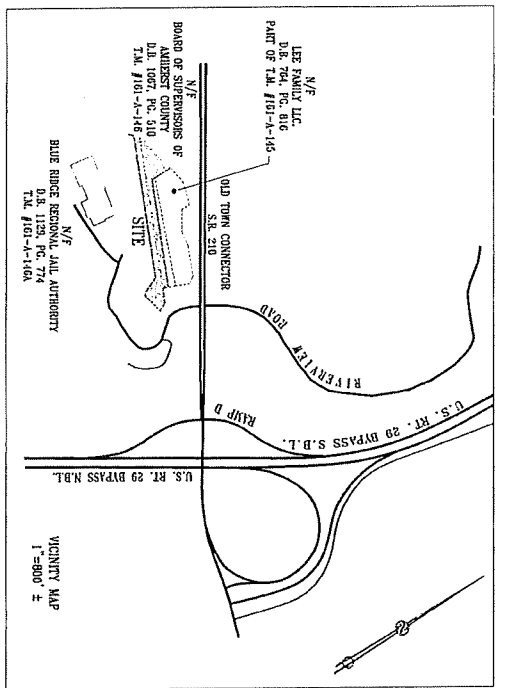 N/F
LEE FAMILY LLC.
D.B. 764, PG. 816
PART OF T.M. #161-A-145
N/F
BOARD OF SUPERVISORS OF
AMHERST COUNTY
D.B. 1067, PG. 510
T.M. #161-A-146
OLD TOWN CONNECTOR
S.R. 210
SITE
N/F
BLUE RIDGE REGIONAL JAIL AUTHORITY
D.B. 1129, PG. 774
T.M. #161-A-146A
RIVERVIEW ROAD
RAMP D
U.S. RT. 29 BYPASS S.B.L.
U.S. RT. 29 BYPASS N.B.L.
VICINITY MAP
1"=800' ±